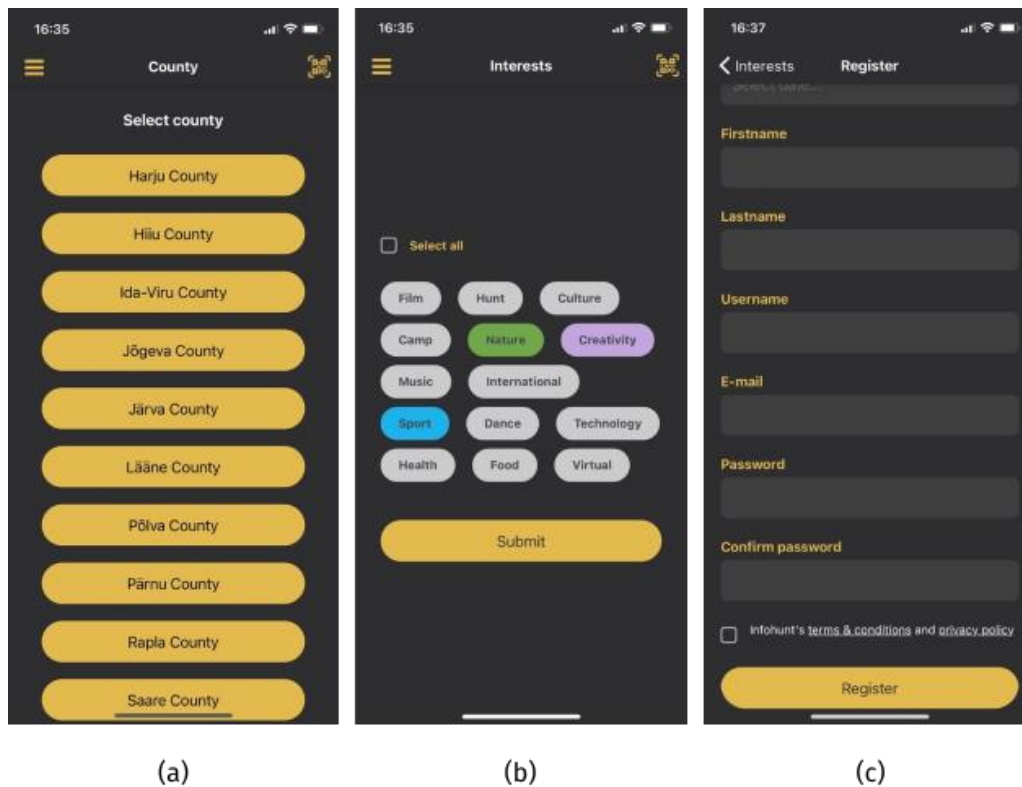 16:35
County
Select county
Harju County
Hiiu County
Ida-Viru County
Jõgeva County
Järva County
Lääne County
Põlva County
Pärnu County
Rapla County
Saare County
(a)
16:35
Interests
Select all
Film Hunt Culture
Camp Nature Creativity
Music International
Sport Dance Technology
Health Food Virtual
Submit
(b)
16:37
Interests Register
Select date...
Firstname
Lastname
Username
E-mail
Password
Confirm password
Infohunt's terms & conditions and privacy policy
Register
(c)